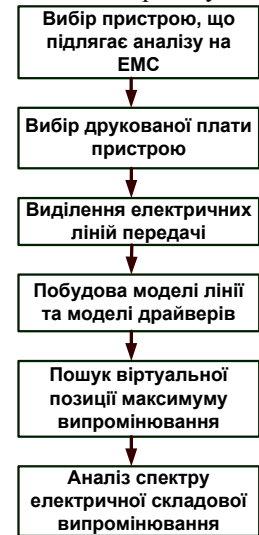 Вибір пристрою, що
підлягає аналізу на
ЕМС
Вибір друкованої плати
пристрою
Виділення електричних
ліній передачі
Побудова моделі лінії
та моделі драйверів
Пошук віртуальної
позиції максимуму
випромінювання
Аналіз спектру
електричної складової
випромінювання